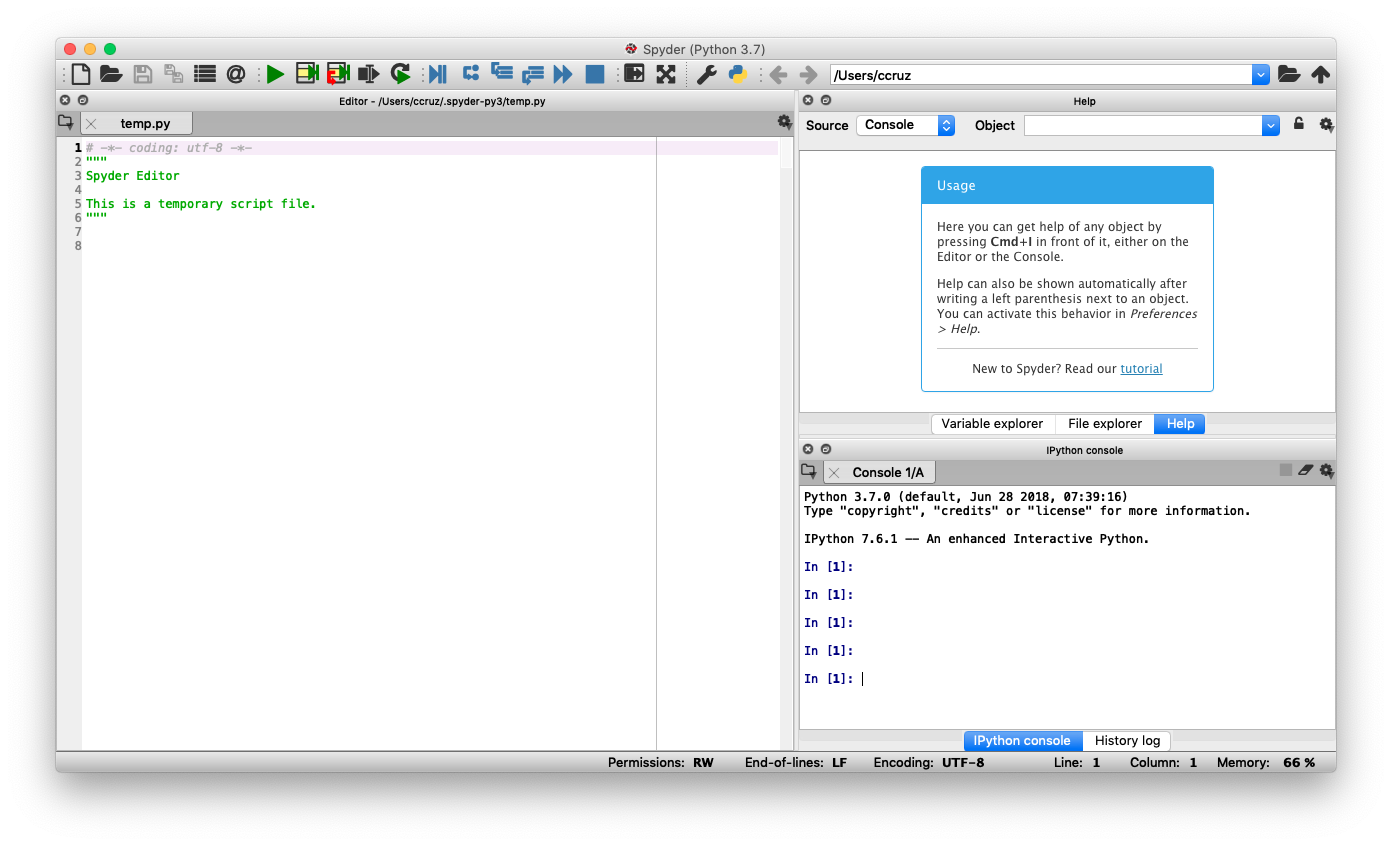 Spyder (Python 3.7)
/Users/ccruz
Editor - /Users/ccruz/.spyder-py3/temp.py
temp.py
1 # -*- coding: utf-8 -*-
2 """
3 Spyder Editor
4
5 This is a temporary script file.
6 """
7
8
Help
Source Console Object
Usage
Here you can get help of any object by
pressing Cmd+I in front of it, either on the
Editor or the Console.
Help can also be shown automatically after
writing a left parenthesis next to an object.
You can activate this behavior in Preferences
> Help.
New to Spyder? Read our tutorial
Variable explorer File explorer Help
IPython console
Console 1/A
Python 3.7.0 (default, Jun 28 2018, 07:39:16)
Type "copyright", "credits" or "license" for more information.
IPython 7.6.1 -- An enhanced Interactive Python.
In [1]:
In [1]:
In [1]:
In [1]:
In [1]:
IPython console History log
Permissions: RW End-of-lines: LF Encoding: UTF-8 Line: 1 Column: 1 Memory: 66 %